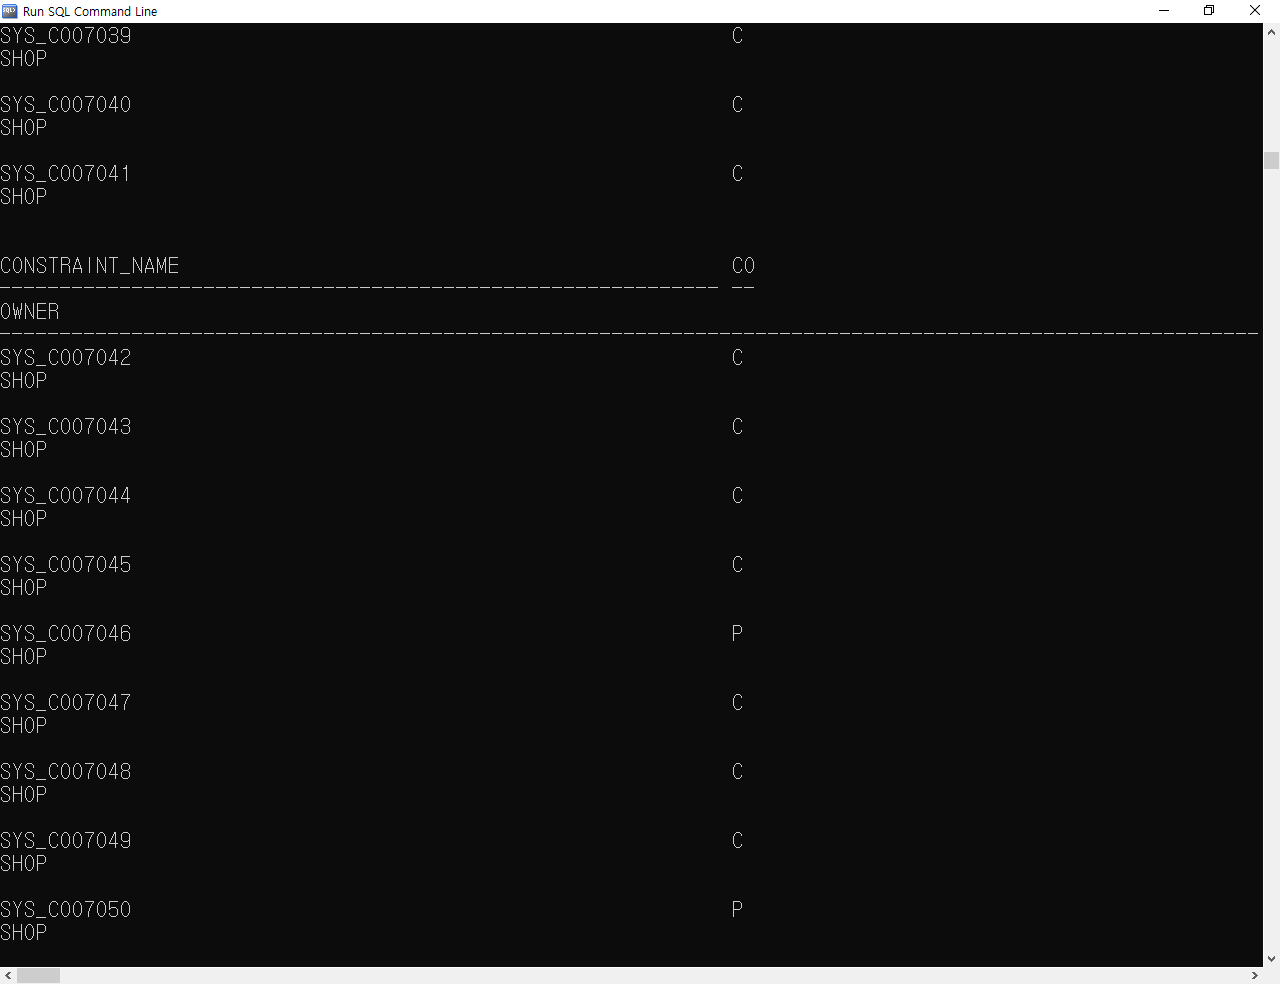 Run SQL Command Line
SYS_C007039 C
SHOP
SYS_C007040 C
SHOP
SYS_C007041 C
SHOP
CONSTRAINT_NAME CO
------------------------------------------------------------ --
OWNER
---------------------------------------------------------------------------------------------------------
SYS_C007042 C
SHOP
SYS_C007043 C
SHOP
SYS_C007044 C
SHOP
SYS_C007045 C
SHOP
SYS_C007046 P
SHOP
SYS_C007047 C
SHOP
SYS_C007048 C
SHOP
SYS_C007049 C
SHOP
SYS_C007050 P
SHOP